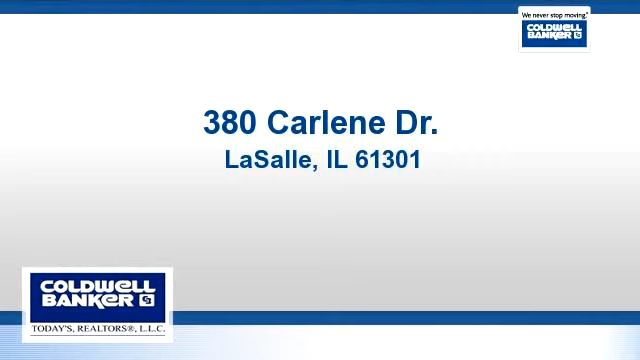 We never stop moving.®
COLDWELL
BANKER
380 Carlene Dr.
LaSalle, IL 61301
COLDWELL
BANKER
TODAY'S, REALTORS®, L.L.C.